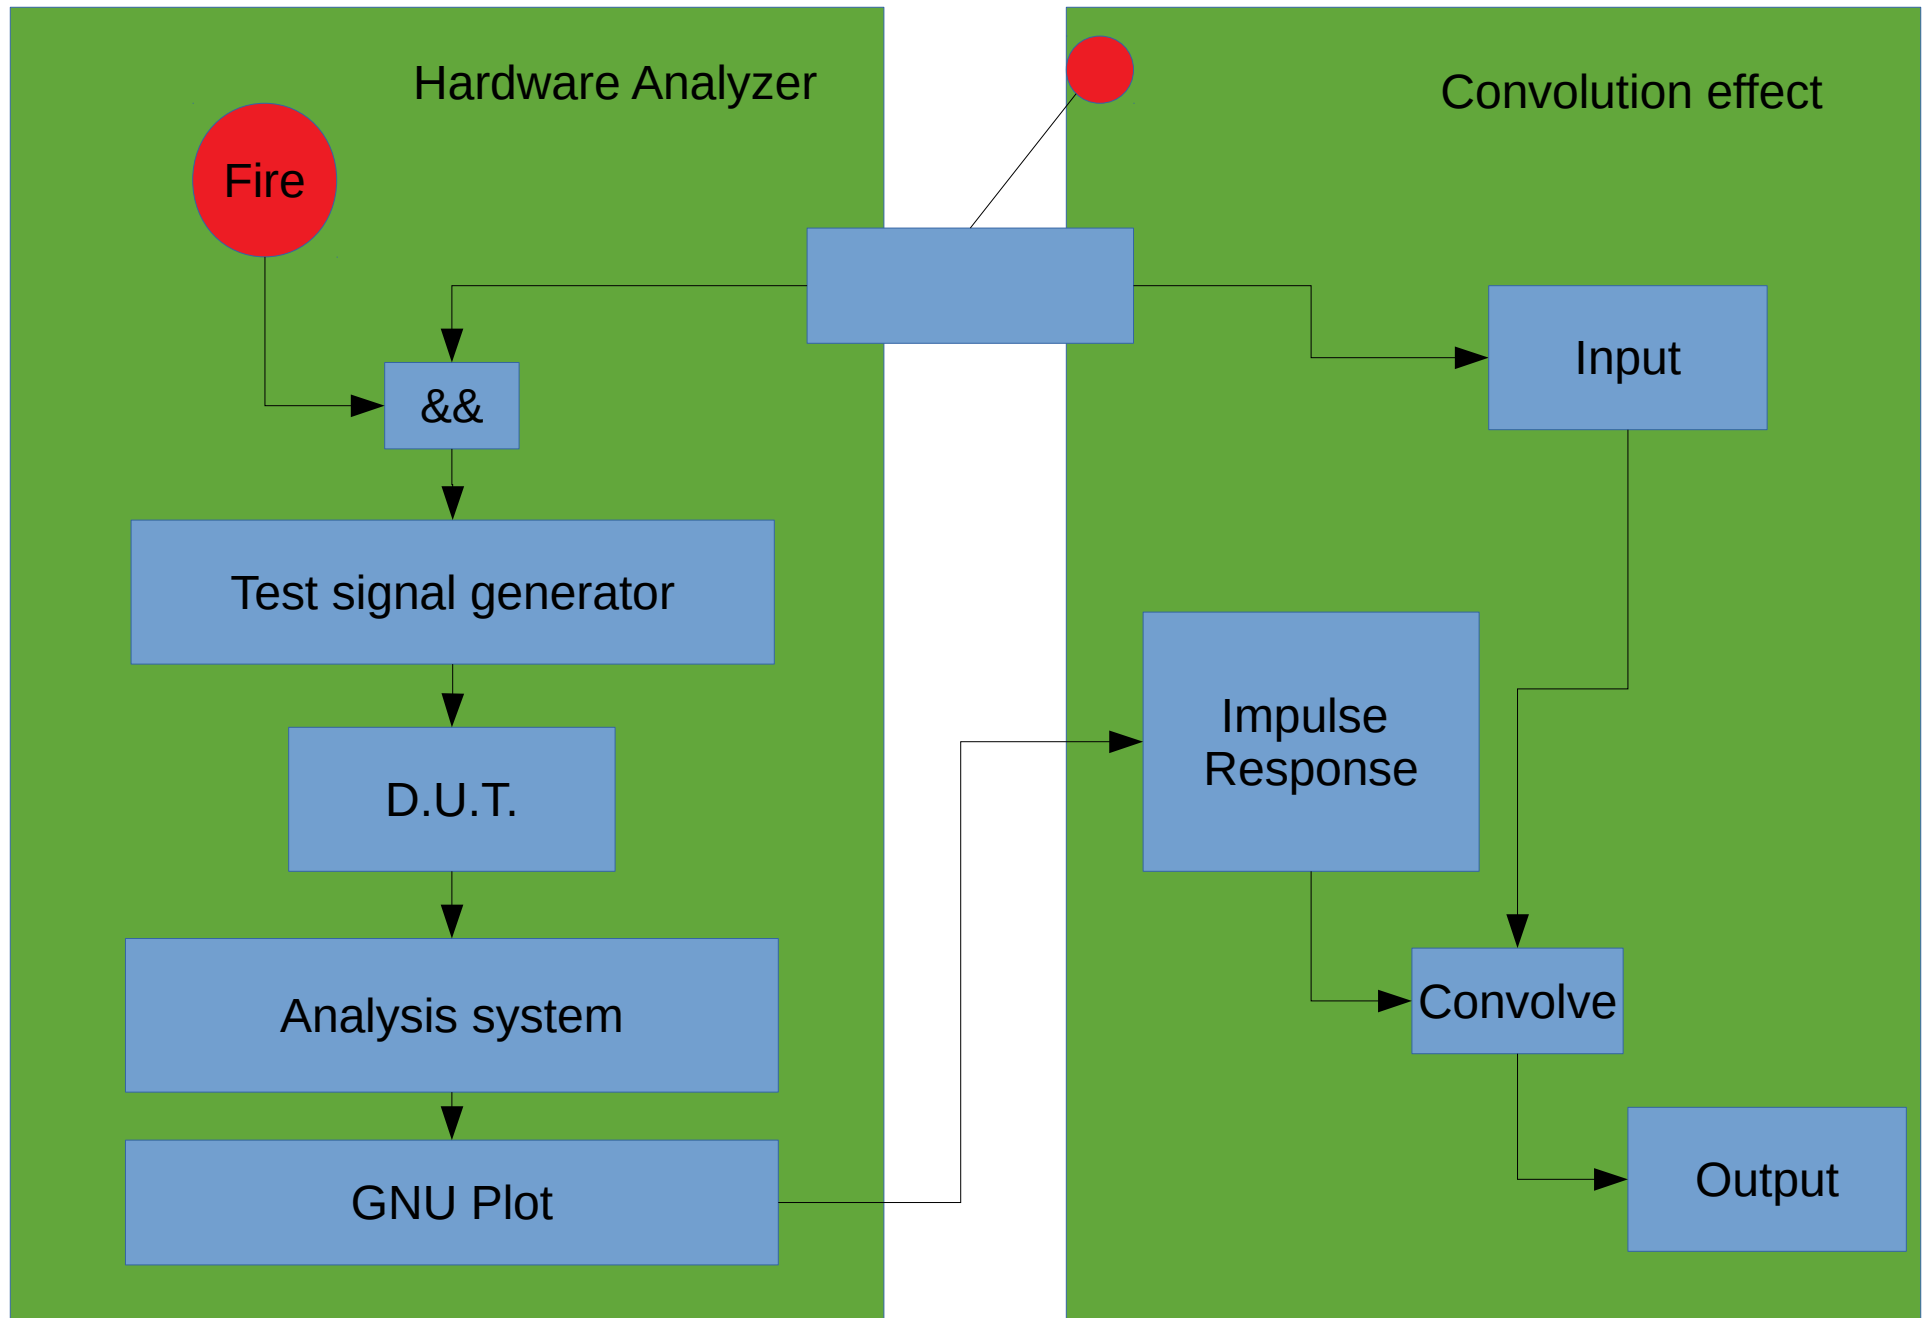 Hardware Analyzer
Fire
&&
Test signal generator
D.U.T.
Analysis system
GNU Plot
Convolution effect
Input
Impulse
Response
Convolve
Output